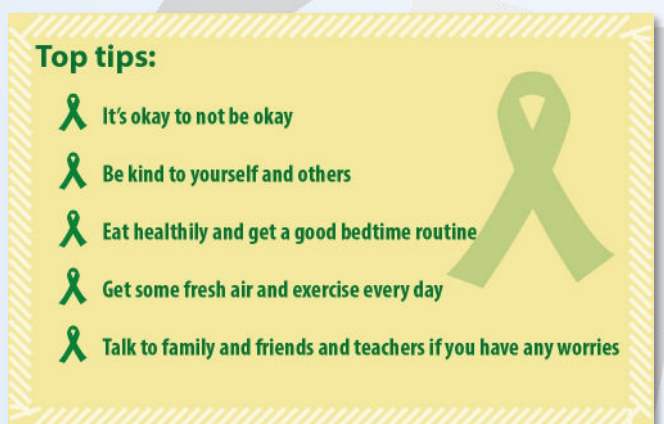 Top tips:
It's okay to not be okay
Be kind to yourself and others
Eat healthily and get a good bedtime routine
Get some fresh air and exercise every day
Talk to family and friends and teachers if you have any worries